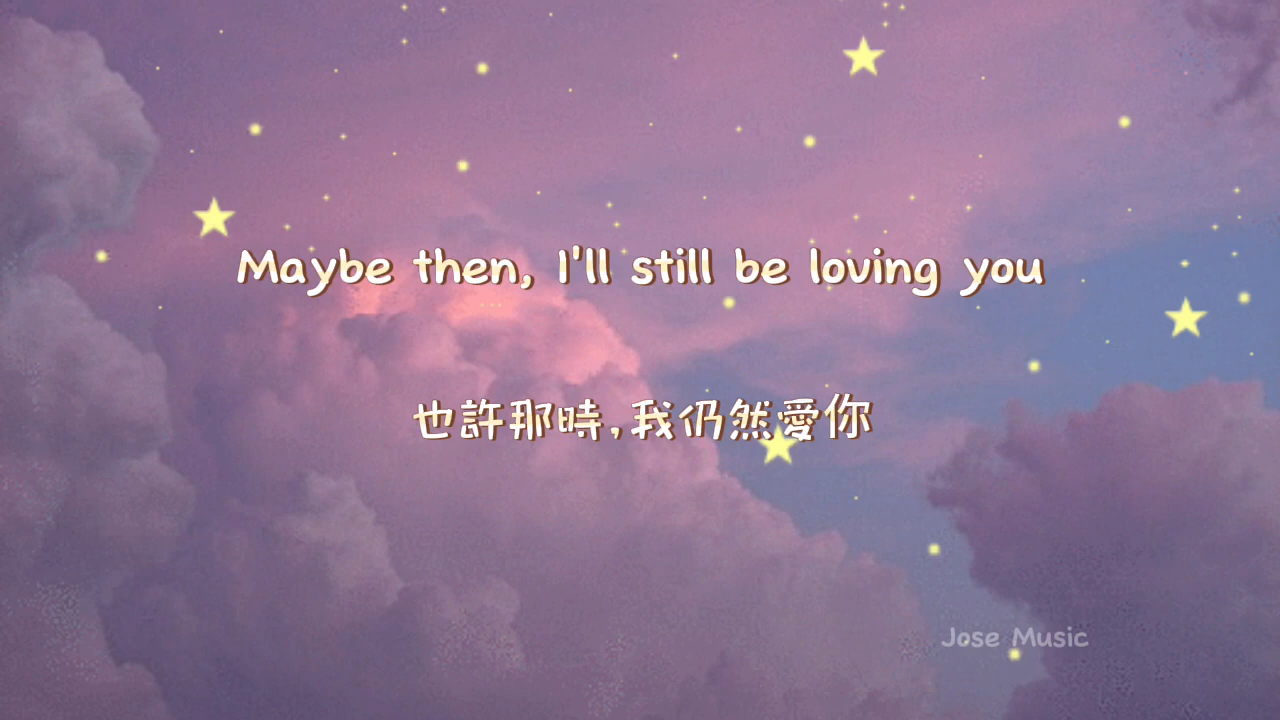 Maybe then, I'll still be loving you
也許那時,我仍然愛你
Jose Music